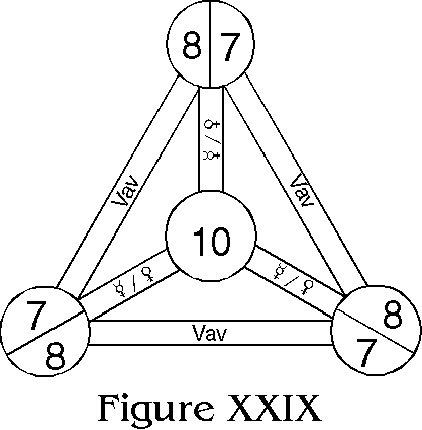 8 7
☿ / ♀
Vav
Vav
10
☿ / ♀
☿ / ♀
7
8
8
7
Vav
Figure XXIX